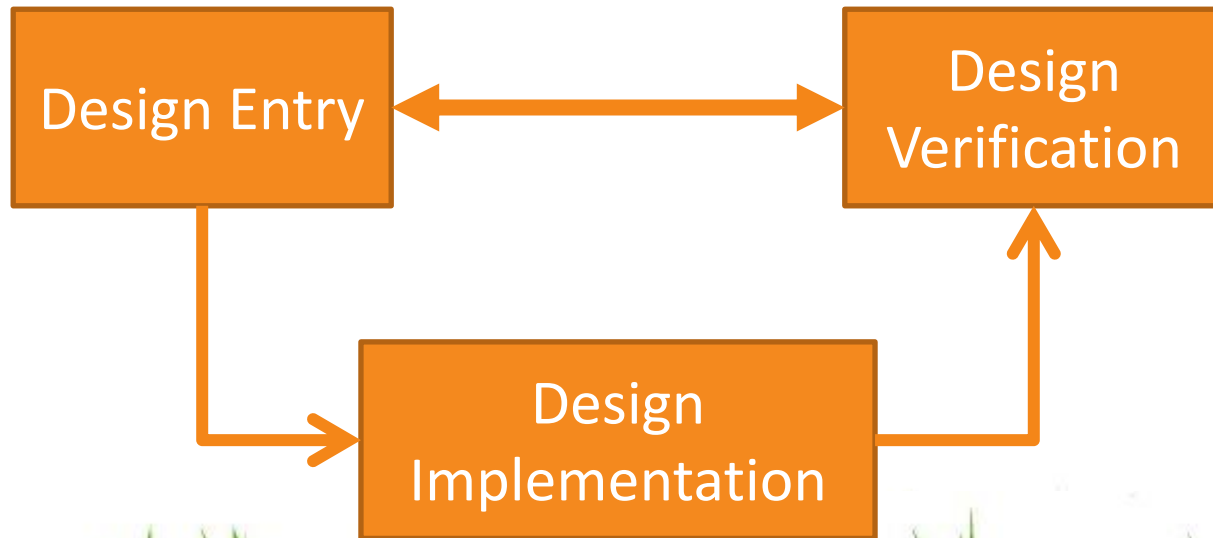 Design Entry
Design
Verification
Design
Implementation